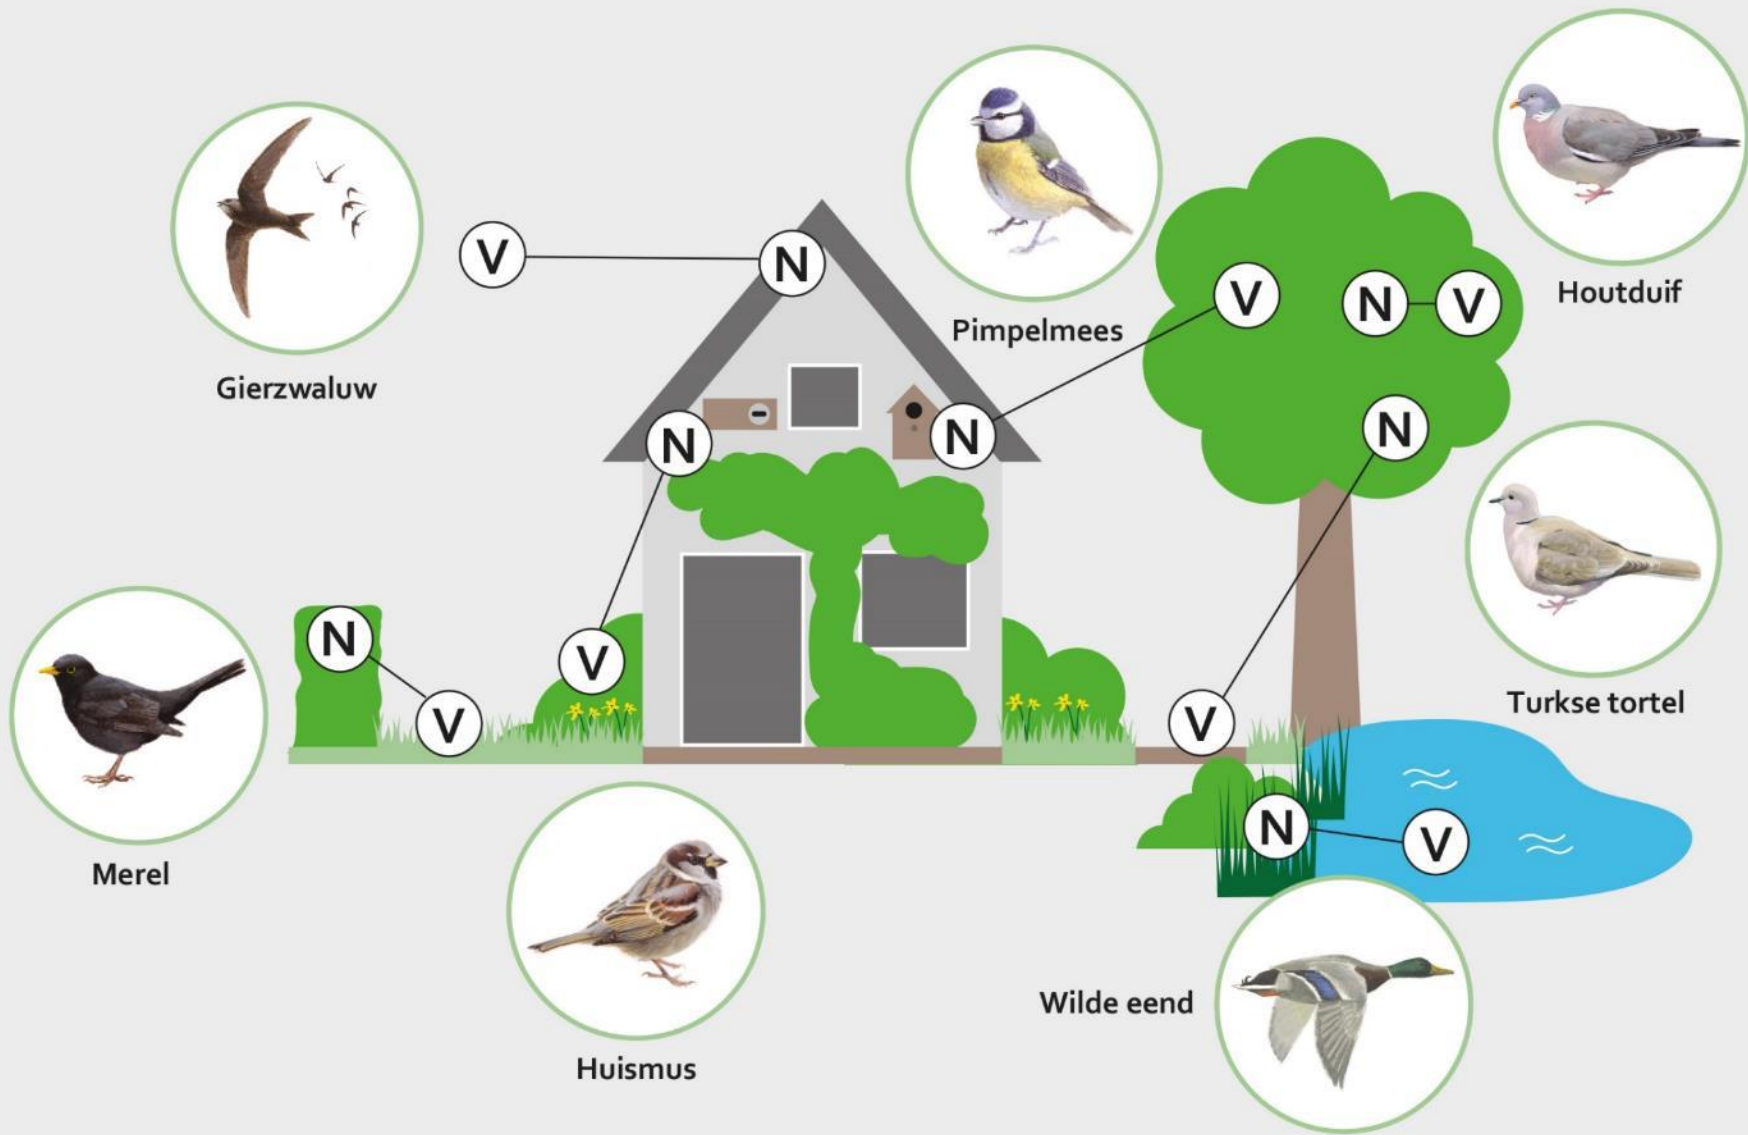 Houtduif
V
N
V
N
V
Pimpelmees
Gierzwaluw
N
N
N
N
V
V
V
N
Turkse tortel
V
N
V
Merel
Wilde eend
Huismus